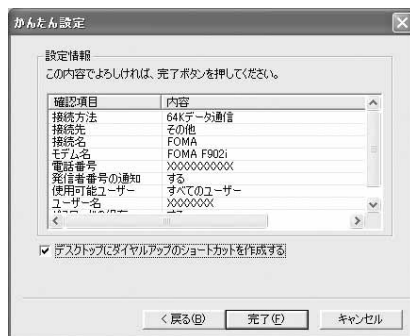 かんたん設定
設定情報
この内容でよろしければ、完了ボタンを押してください。
確認項目 内容
接続方法 64Kデータ通信
接続先 その他
接続名 FOMA
モデム名 FOMA F902i
電話番号 XXXXXXXXXX
発信者番号の通知 する
使用可能ユーザー すべてのユーザー
ユーザー名 XXXXXXX
デスクトップにダイヤルアップのショートカットを作成する
< 戻る(B) 完了(F) キャンセル